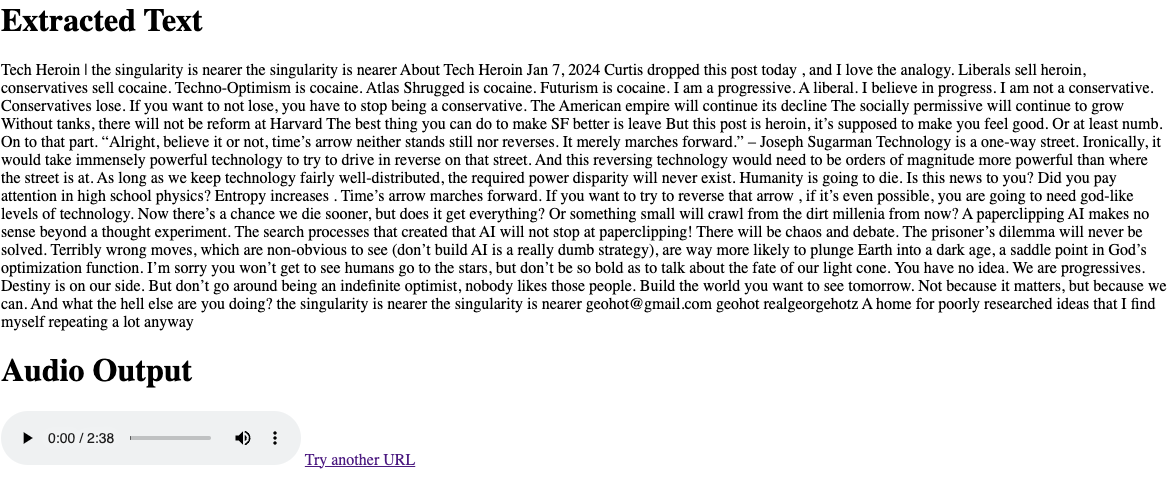 Extracted Text
Tech Heroin | the singularity is nearer the singularity is nearer About Tech Heroin Jan 7, 2024 Curtis dropped this post today , and I love the analogy. Liberals sell heroin,
conservatives sell cocaine. Techno-Optimism is cocaine. Atlas Shrugged is cocaine. Futurism is cocaine. I am a progressive. A liberal. I believe in progress. I am not a conservative.
Conservatives lose. If you want to not lose, you have to stop being a conservative. The American empire will continue its decline The socially permissive will continue to grow
Without tanks, there will not be reform at Harvard The best thing you can do to make SF better is leave But this post is heroin, it’s supposed to make you feel good. Or at least numb.
On to that part. “Alright, believe it or not, time’s arrow neither stands still nor reverses. It merely marches forward.” – Joseph Sugarman Technology is a one-way street. Ironically, it
would take immensely powerful technology to try to drive in reverse on that street. And this reversing technology would need to be orders of magnitude more powerful than where
the street is at. As long as we keep technology fairly well-distributed, the required power disparity will never exist. Humanity is going to die. Is this news to you? Did you pay
attention in high school physics? Entropy increases . Time’s arrow marches forward. If you want to try to reverse that arrow , if it’s even possible, you are going to need god-like
levels of technology. Now there’s a chance we die sooner, but does it get everything? Or something small will crawl from the dirt millenia from now? A paperclipping AI makes no
sense beyond a thought experiment. The search processes that created that AI will not stop at paperclipping! There will be chaos and debate. The prisoner’s dilemma will never be
solved. Terribly wrong moves, which are non-obvious to see (don’t build AI is a really dumb strategy), are way more likely to plunge Earth into a dark age, a saddle point in God’s
optimization function. I’m sorry you won’t get to see humans go to the stars, but don’t be so bold as to talk about the fate of our light cone. You have no idea. We are progressives.
Destiny is on our side. But don’t go around being an indefinite optimist, nobody likes those people. Build the world you want to see tomorrow. Not because it matters, but because we
can. And what the hell else are you doing? the singularity is nearer the singularity is nearer geohot@gmail.com geohot realgeorgehotz A home for poorly researched ideas that I find
myself repeating a lot anyway
Audio Output
0:00 / 2:38
Try another URL